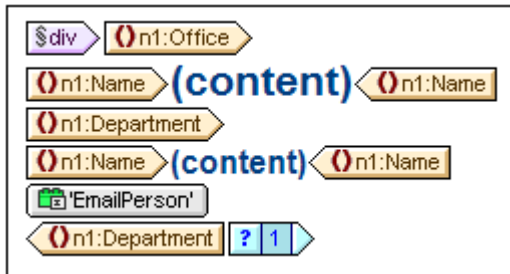 §div ()n1:Office
()n1:Name (content) ()n1:Name
()n1:Department
()n1:Name (content) ()n1:Name
'EmailPerson'
()n1:Department ? 1